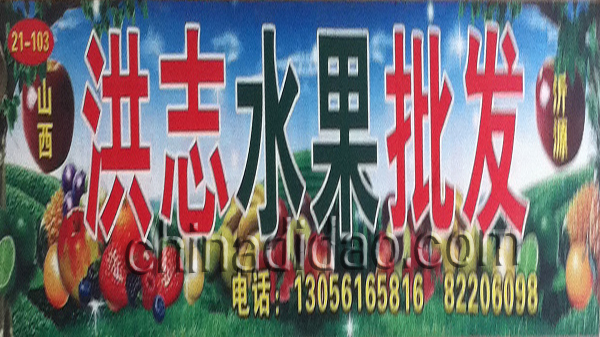 21-103
山西
洪志水果批发
沂源
chinadidao.com
电话：13056165816 82206098